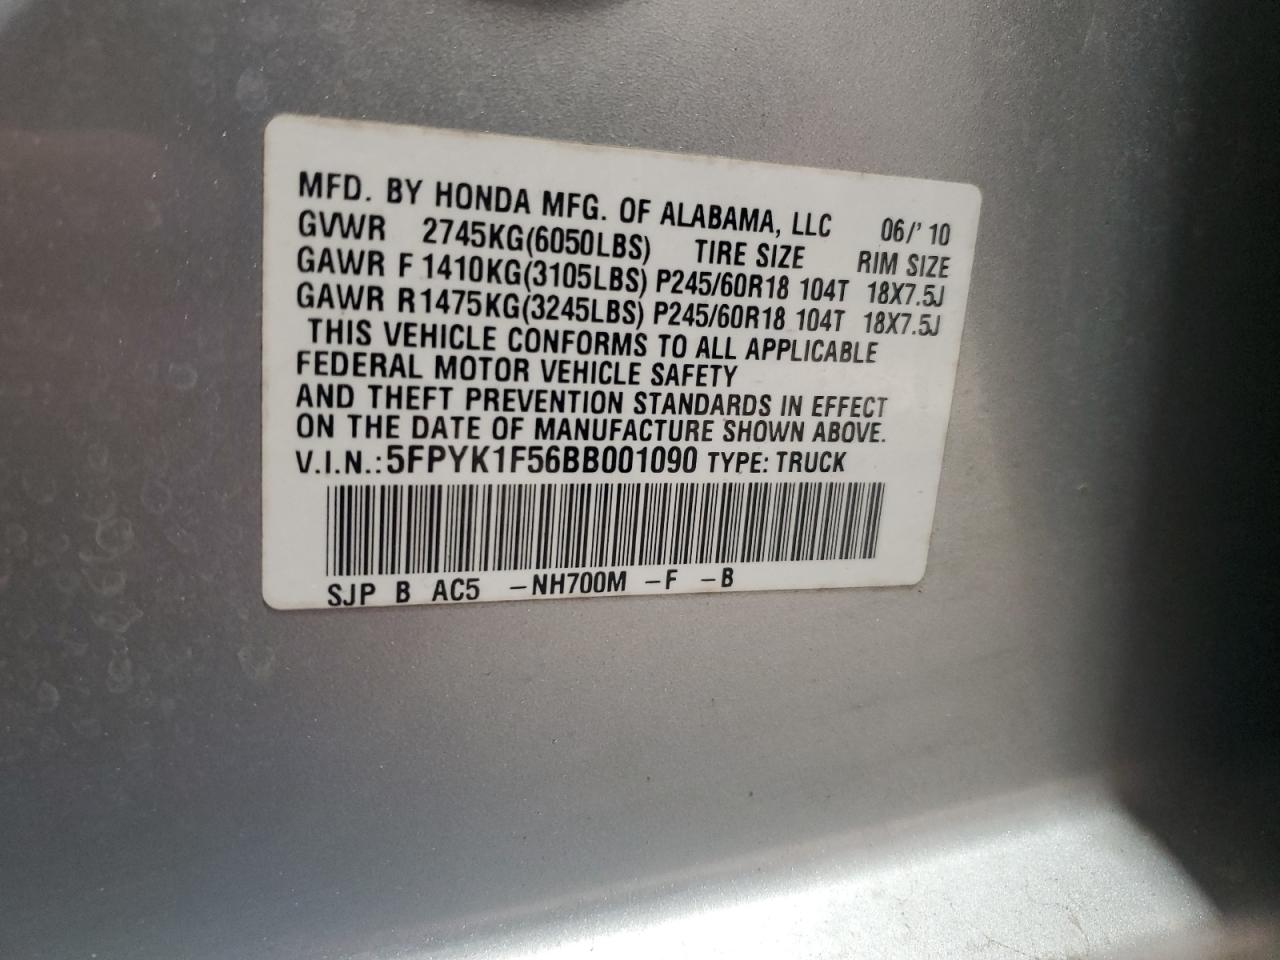 MFD. BY HONDA MFG. OF ALABAMA, LLC 06/'10
GVWR 2745KG(6050LBS) TIRE SIZE RIM SIZE
GAWR F 1410KG(3105LBS) P245/60R18 104T 18X7.5J
GAWR R 1475KG(3245LBS) P245/60R18 104T 18X7.5J
THIS VEHICLE CONFORMS TO ALL APPLICABLE
FEDERAL MOTOR VEHICLE SAFETY
AND THEFT PREVENTION STANDARDS IN EFFECT
ON THE DATE OF MANUFACTURE SHOWN ABOVE.
V.I.N.:5FPYK1F56BB001090 TYPE: TRUCK
SJP B AC5 -NH700M -F -B